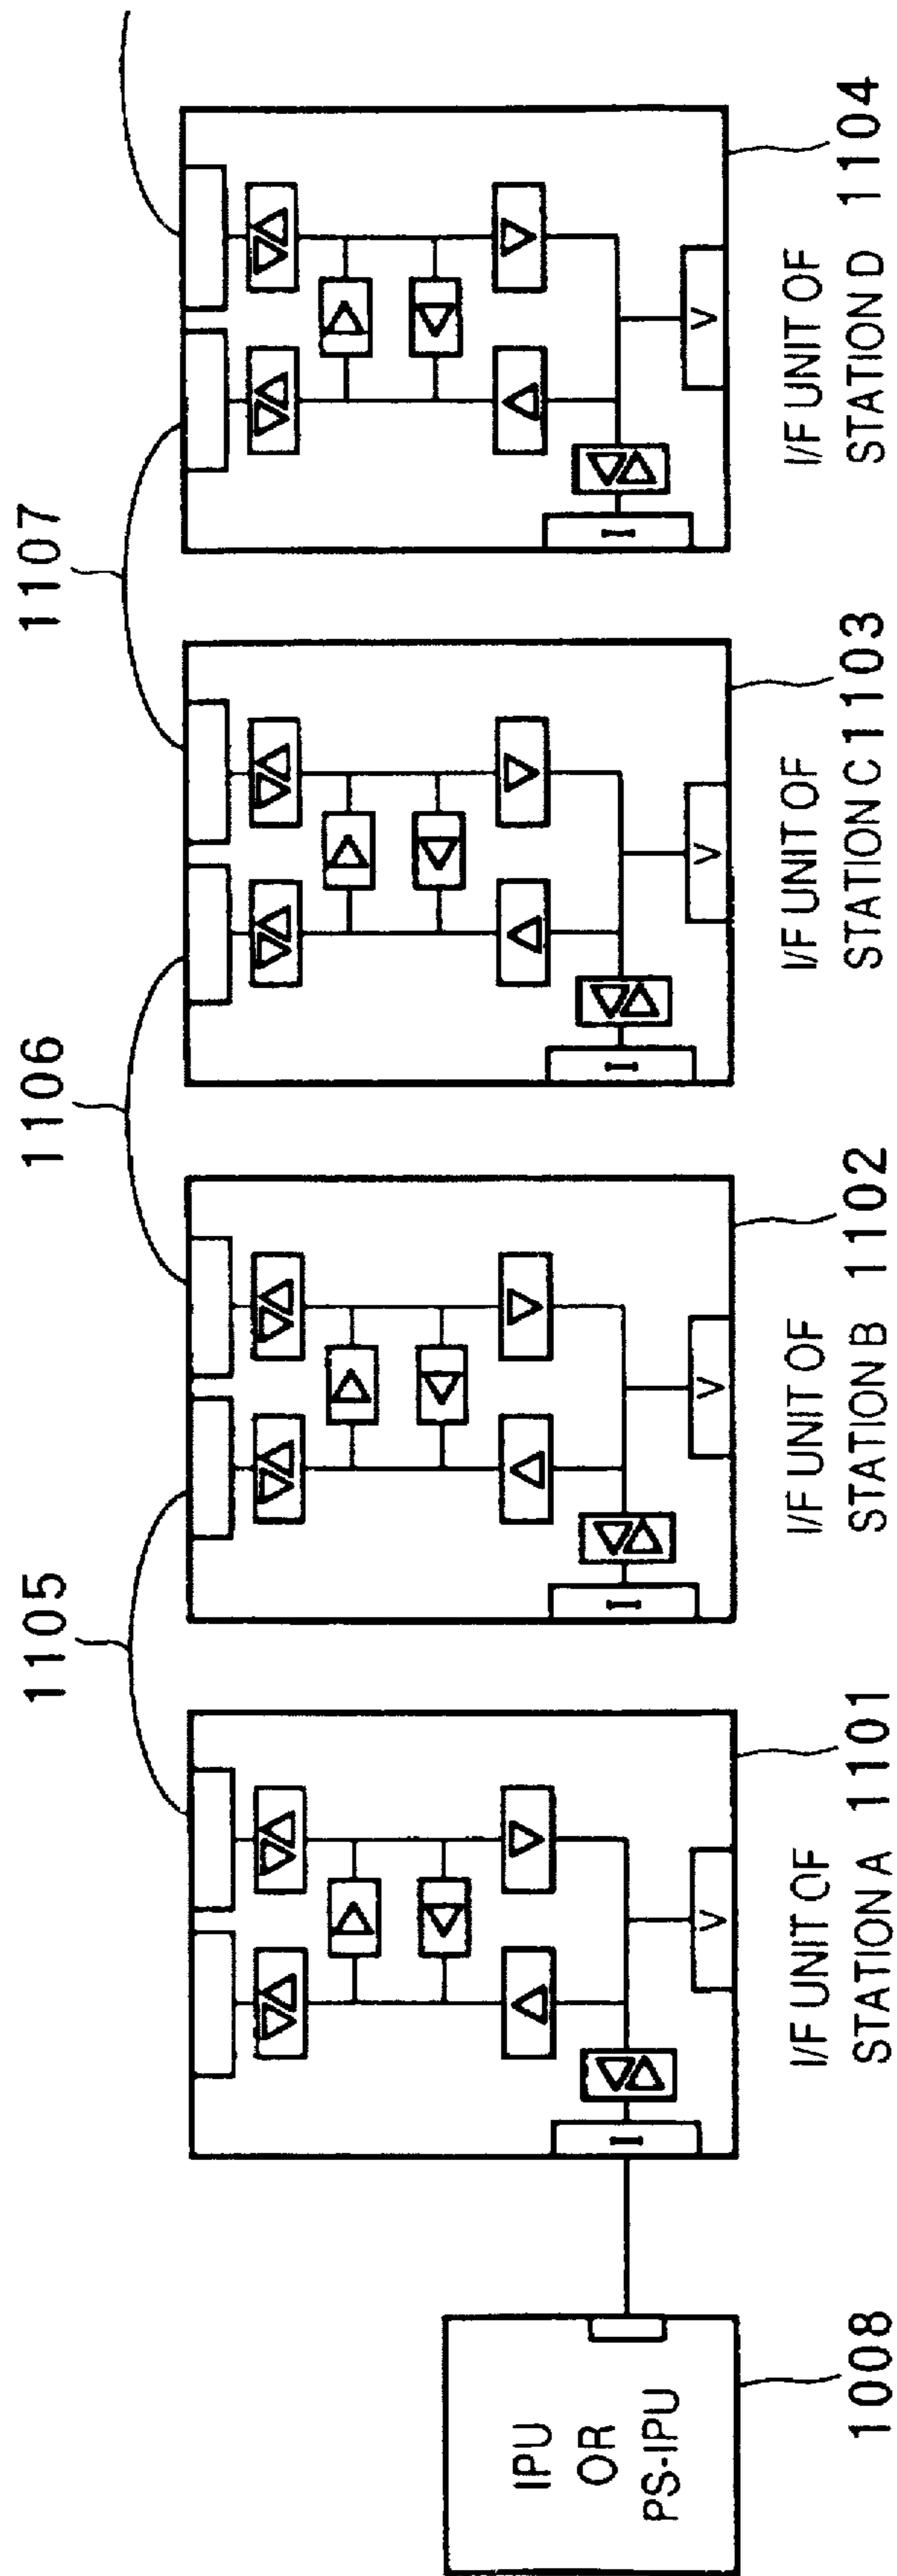 1105
1106
1107
IPU
OR
PS-IPU
1008
I
V
I/F UNIT OF
STATION A 1101
I
V
I/F UNIT OF
STATION B 1102
I
V
I/F UNIT OF
STATION C 1103
I
V
I/F UNIT OF
STATION D 1104